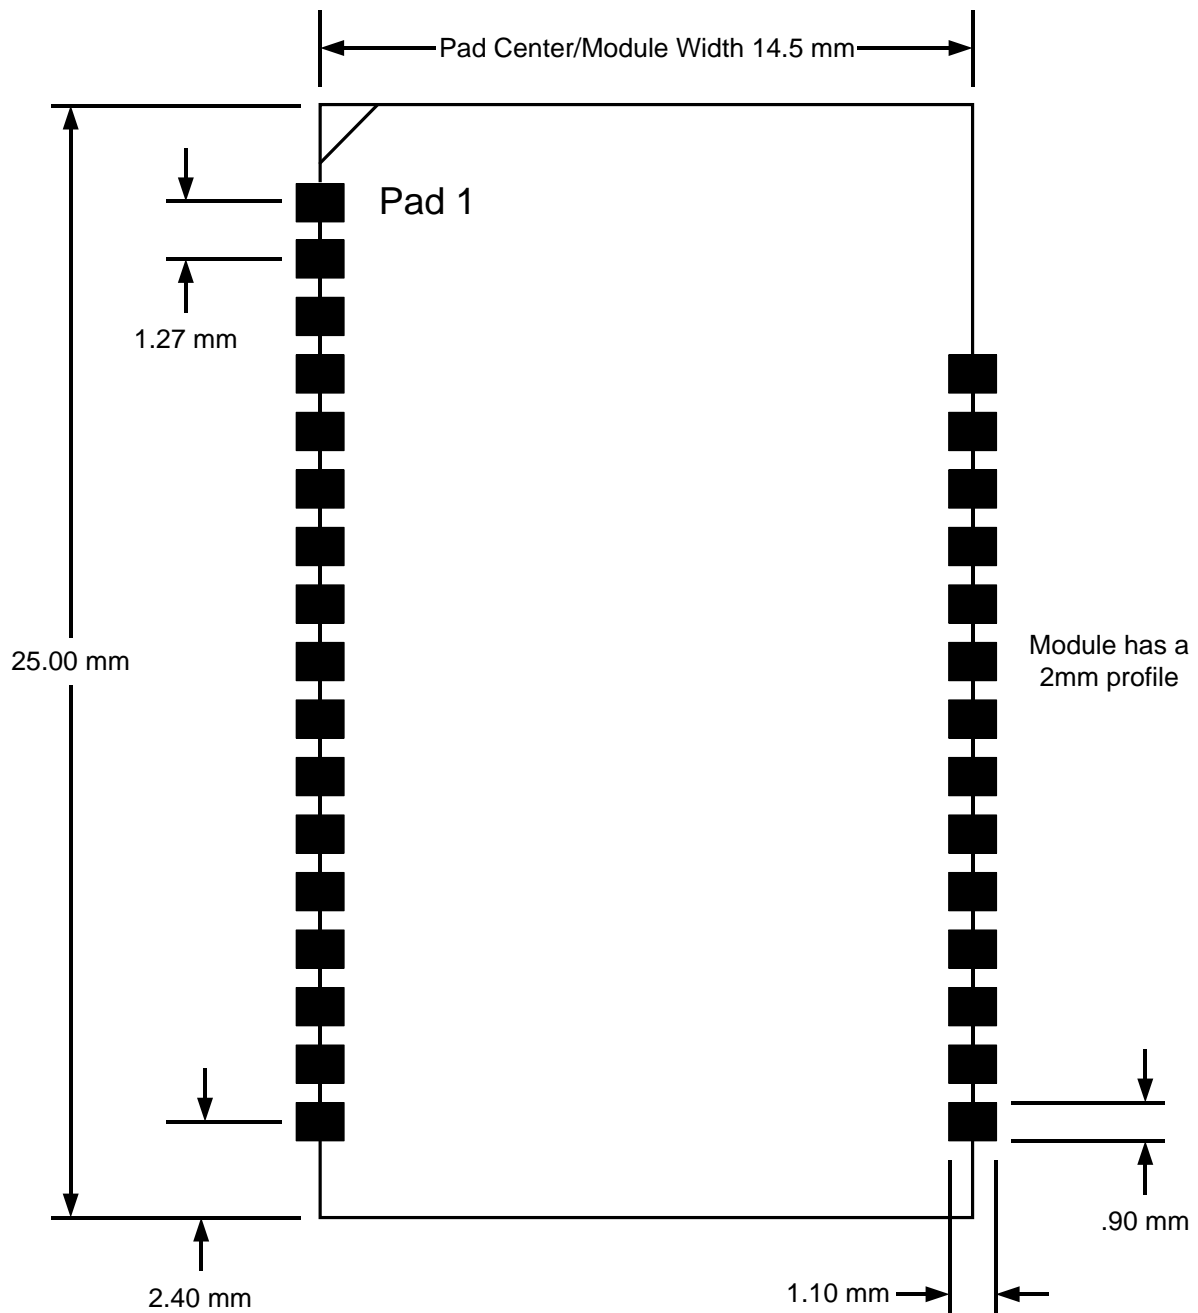 Pad Center/Module Width 14.5 mm
Pad 1
1.27 mm
25.00 mm
Module has a
2mm profile
.90 mm
2.40 mm
1.10 mm